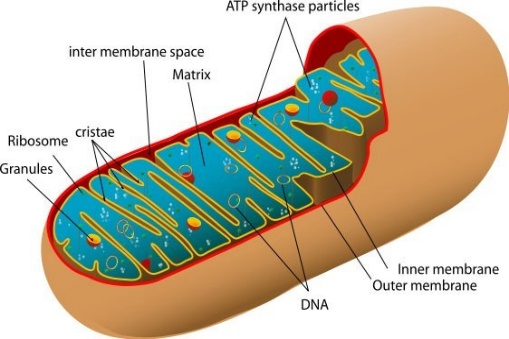 ATP synthase particles
inter membrane space
Matrix
cristae
Ribosome
Granules
Inner membrane
Outer membrane
DNA